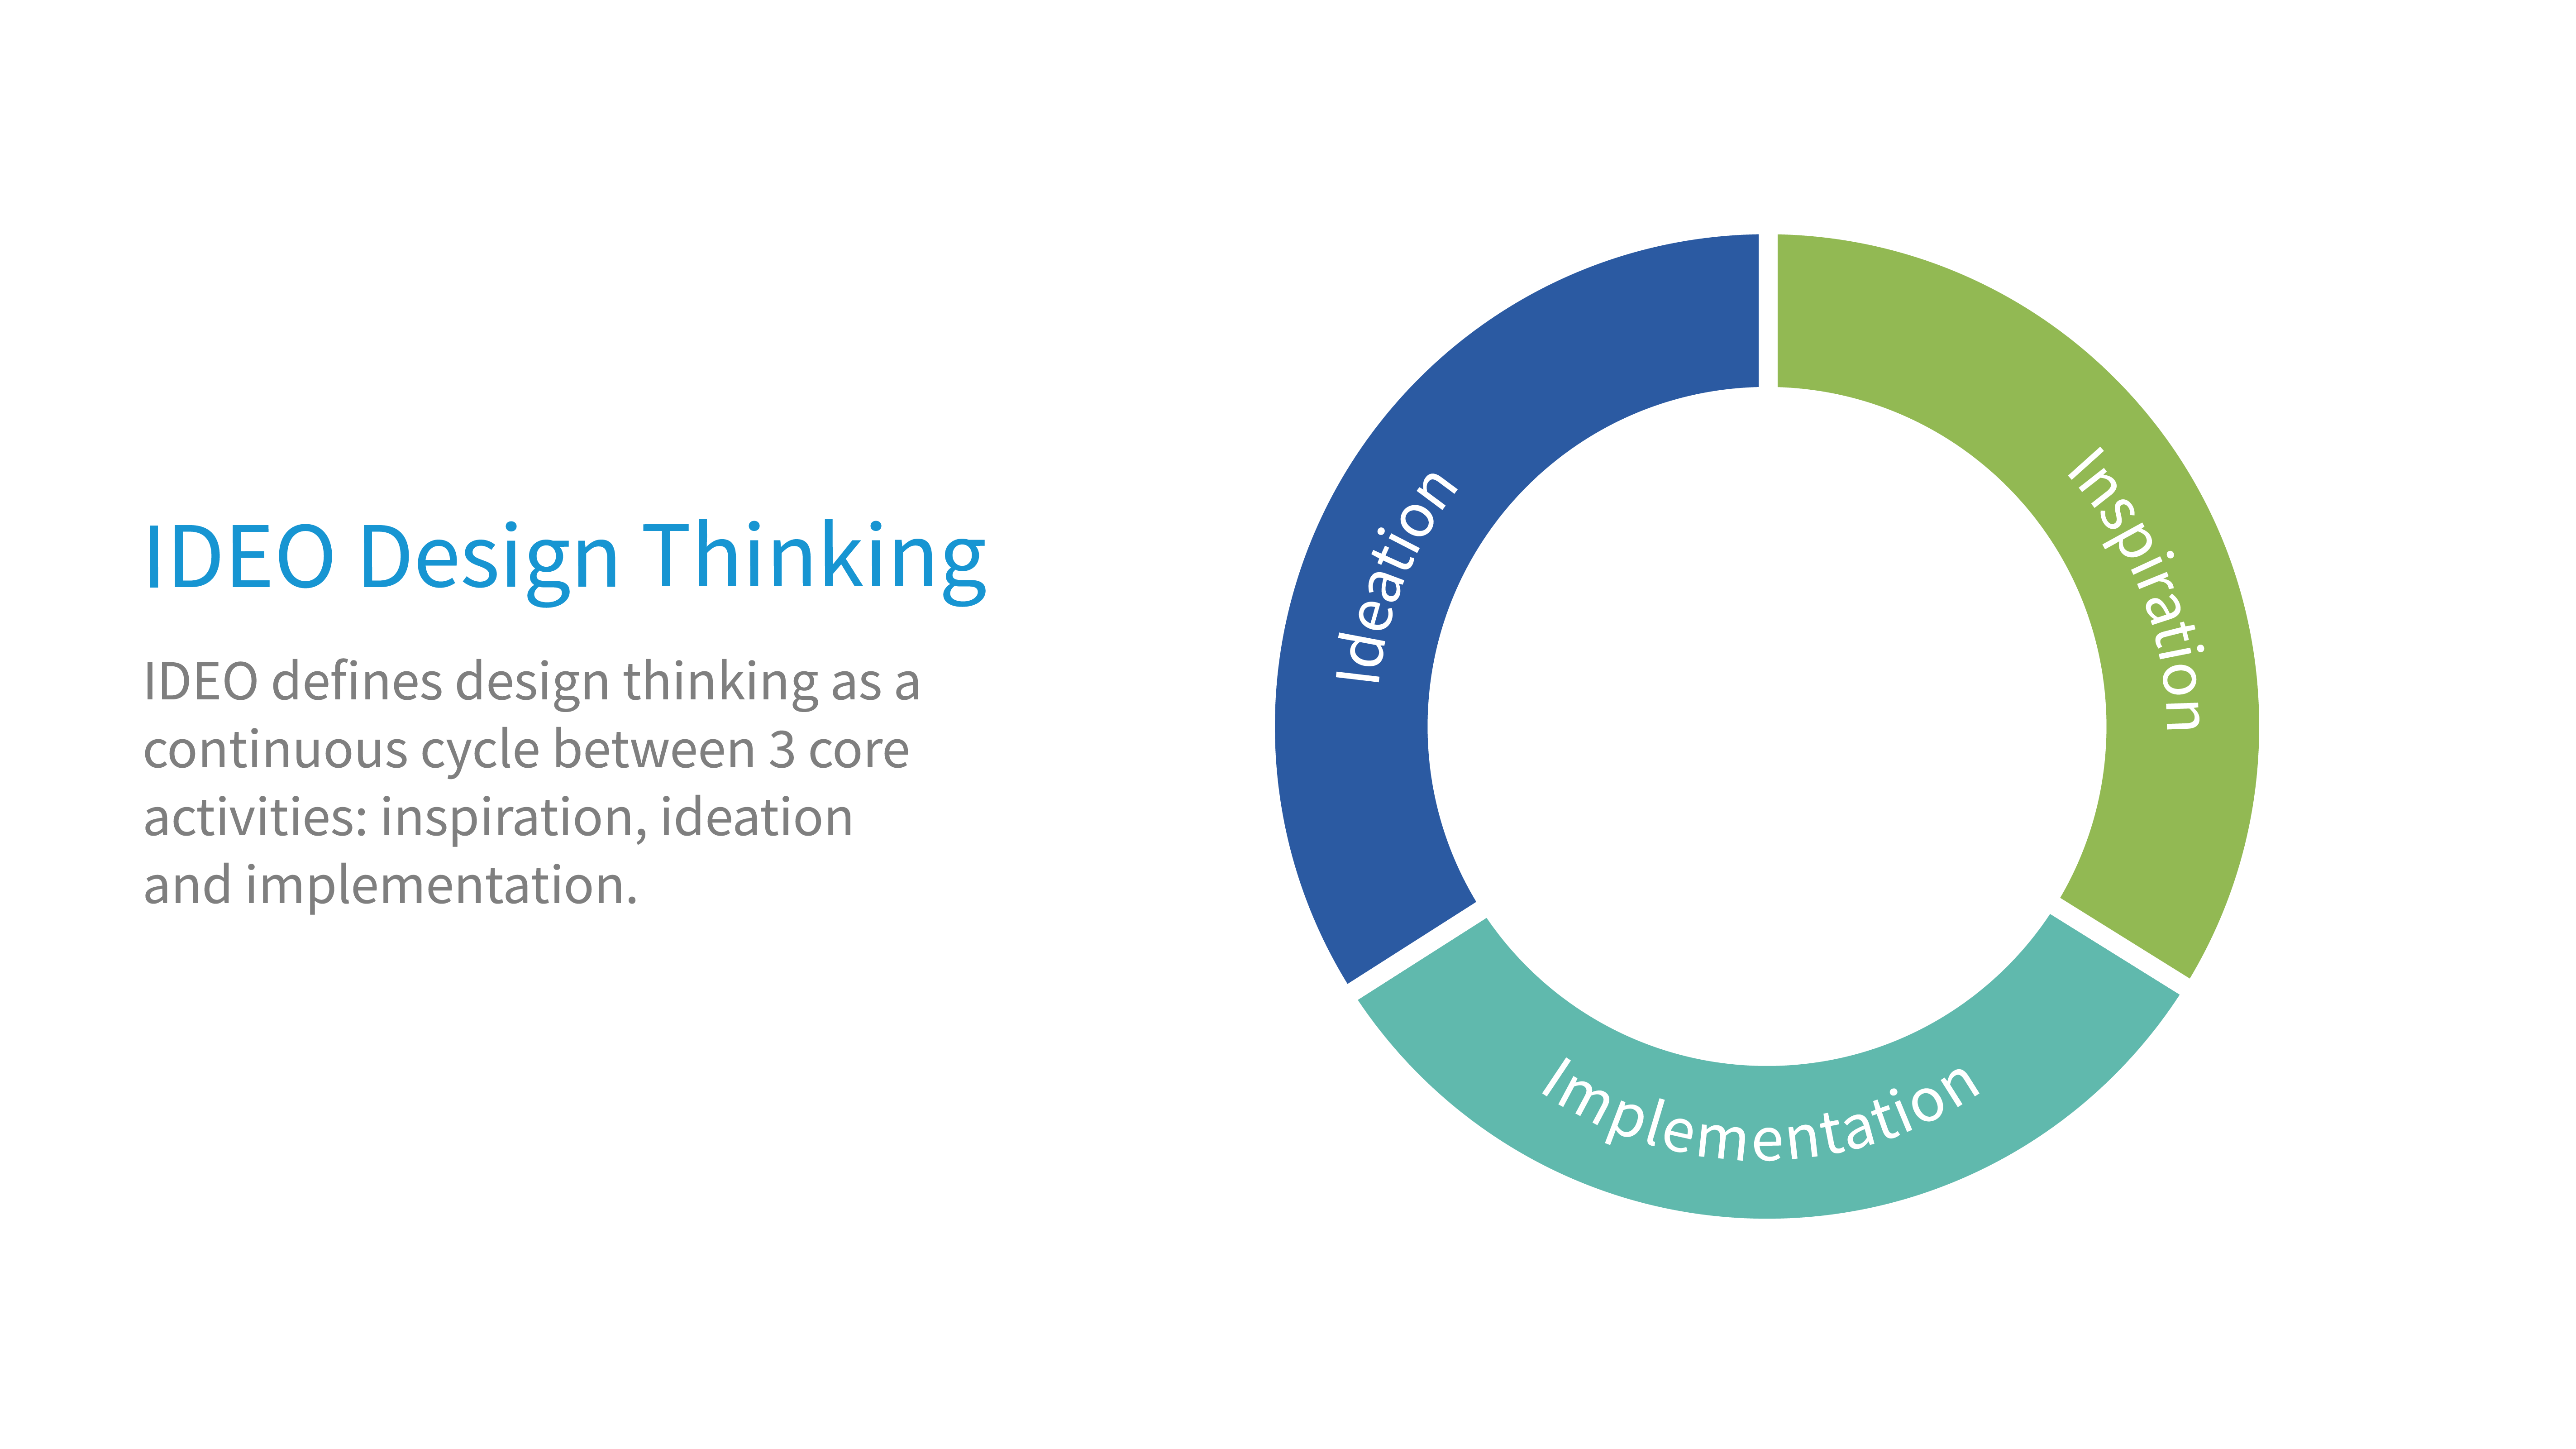 IDEO Design Thinking
IDEO defines design thinking as a
continuous cycle between 3 core
activities: inspiration, ideation
and implementation.
Ideation
Inspiration
Implementation